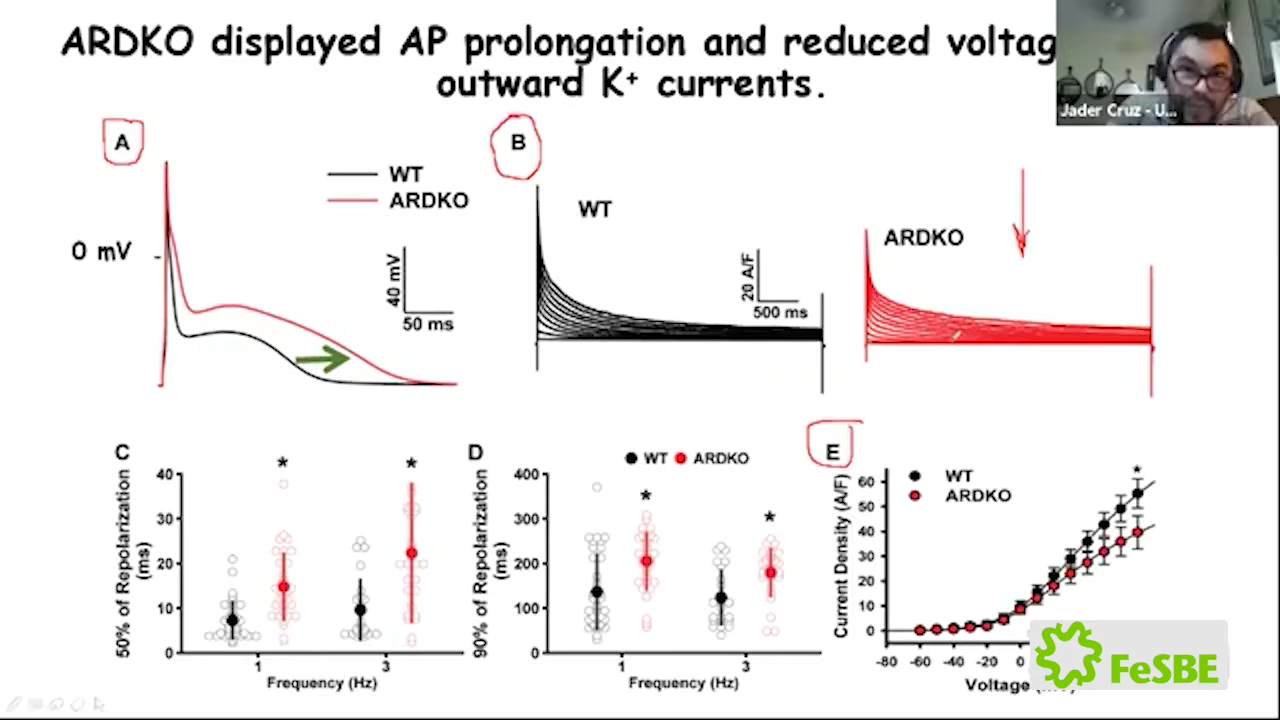 ARDKO displayed AP prolongation and reduced voltag
outward K⁺ currents.
Jader Cruz - U...
A
WT
ARDKO
0 mV
40 mV
50 ms
B
WT
20 A/F
500 ms
ARDKO
C
50% of Repolarization
(ms)
40
30
20
10
0
*
*
1
3
Frequency (Hz)
D
WT
ARDKO
90% of Repolarization
(ms)
400
300
200
100
0
*
*
1
3
Frequency (Hz)
E
WT
ARDKO
*
Current Density (A/F)
60
50
40
30
20
10
0
-80
-60
-40
-20
0
Voltage
FeSBE